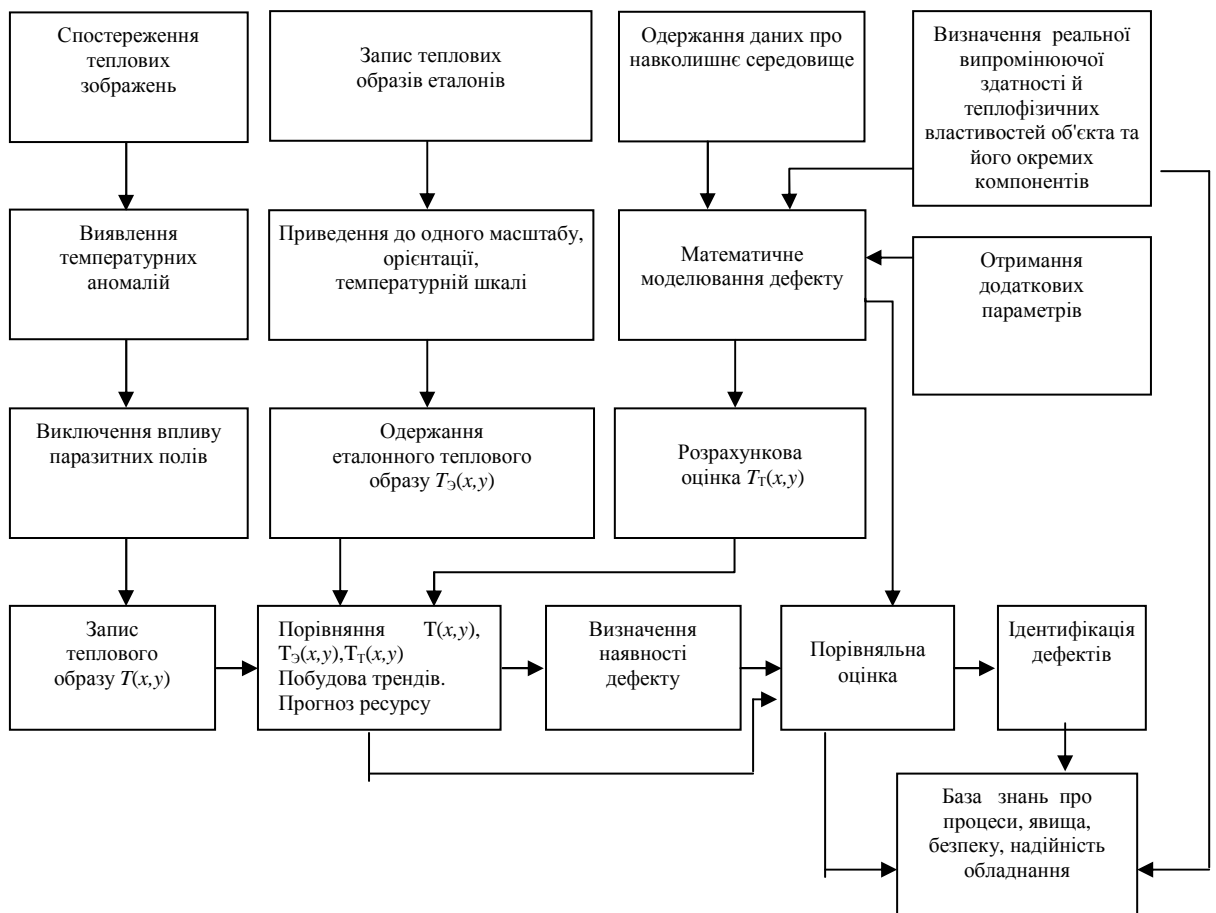 Спостереження
теплових
зображень
Запис теплових
образів еталонів
Одержання даних про
навколишнє середовище
Визначення реальної
випромінюючої
здатності й
теплофізичних
властивостей об'єкта та
його окремих
компонентів
Виявлення
температурних
аномалій
Приведення до одного масштабу,
орієнтації,
температурній шкалі
Математичне
моделювання дефекту
Отримання
додаткових
параметрів
Виключення впливу
паразитних полів
Одержання
еталонного теплового
образу TЭ(x,y)
Розрахункова
оцінка TТ(x,y)
Запис
теплового
образу T(x,y)
Порівняння T(x,y),
TЭ(x,y),TТ(x,y)
Побудова трендів.
Прогноз ресурсу
Визначення
наявності
дефекту
Порівняльна
оцінка
Ідентифікація
дефектів
База знань про
процеси, явища,
безпеку, надійність
обладнання